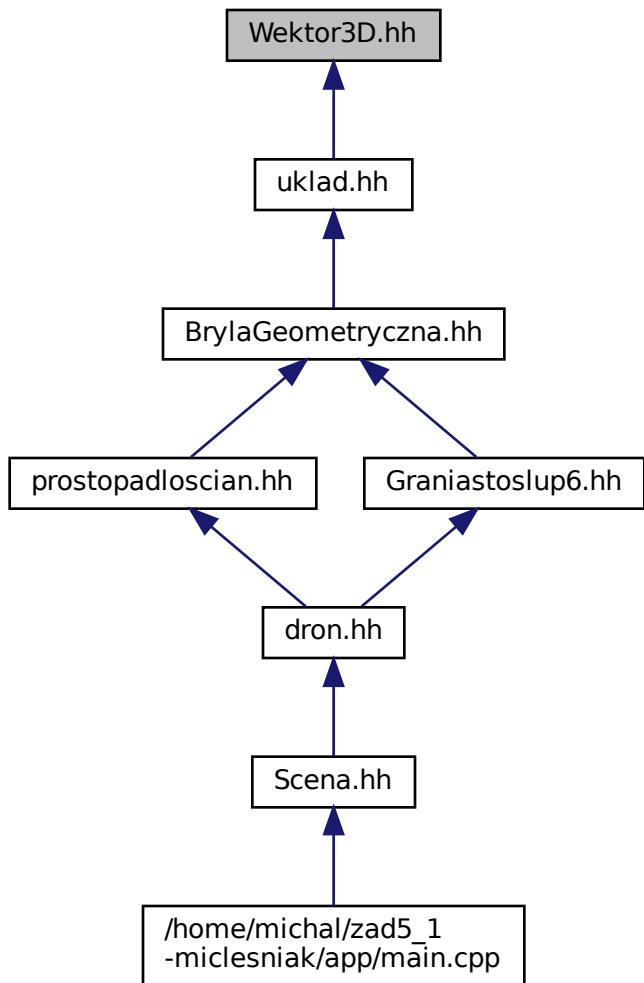 Wektor3D.hh
uklad.hh
BrylaGeometryczna.hh
prostopadloscian.hh
Graniastoslup6.hh
dron.hh
Scena.hh
/home/michal/zad5_1
-miclesniak/app/main.cpp